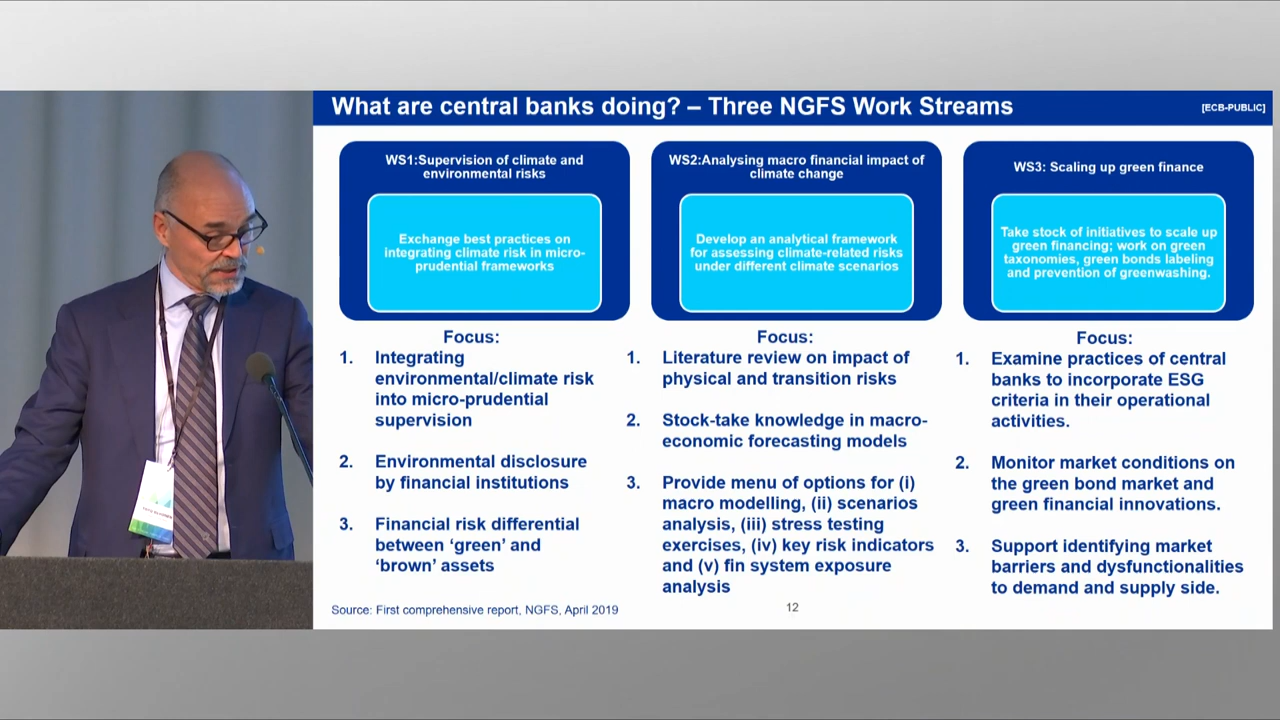 What are central banks doing? – Three NGFS Work Streams
[ECB-PUBLIC]
WS1:Supervision of climate and
environmental risks
Exchange best practices on
integrating climate risk in micro-
prudential frameworks
Focus:
1. Integrating
environmental/climate risk
into micro-prudential
supervision
2. Environmental disclosure
by financial institutions
3. Financial risk differential
between ‘green’ and
‘brown’ assets
WS2:Analysing macro financial impact of
climate change
Develop an analytical framework
for assessing climate-related risks
under different climate scenarios
Focus:
1. Literature review on impact of
physical and transition risks
2. Stock-take knowledge in macro-
economic forecasting models
3. Provide menu of options for (i)
macro modelling, (ii) scenarios
analysis, (iii) stress testing
exercises, (iv) key risk indicators
and (v) fin system exposure
analysis
WS3: Scaling up green finance
Take stock of initiatives to scale up
green financing; work on green
taxonomies, green bonds labeling
and prevention of greenwashing.
Focus:
1. Examine practices of central
banks to incorporate ESG
criteria in their operational
activities.
2. Monitor market conditions on
the green bond market and
green financial innovations.
3. Support identifying market
barriers and dysfunctionalities
to demand and supply side.
Source: First comprehensive report, NGFS, April 2019
12